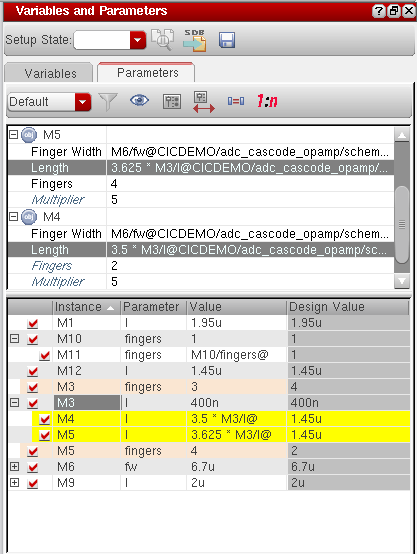 Variables and Parameters
Setup State:
SDB
Variables Parameters
Default 1:n
obj M5
Finger Width M6/fw@CICDEMO/adc_cascode_opamp/schem...
Length 3.625 * M3/l@CICDEMO/adc_cascode_opamp/...
Fingers 4
Multiplier 5
obj M4
Finger Width M6/fw@CICDEMO/adc_cascode_opamp/schem...
Length 3.5 * M3/l@CICDEMO/adc_cascode_opamp/sc...
Fingers 2
Multiplier 5
Instance Parameter Value Design Value
M1 l 1.95u 1.95u
M10 fingers 1 1
M11 fingers M10/fingers@ 1
M12 l 1.45u 1.45u
M3 fingers 3 4
M3 l 400n 400n
M4 l 3.5 * M3/l@ 1.45u
M5 l 3.625 * M3/l@ 1.45u
M5 fingers 4 2
M6 fw 6.7u 6.7u
M9 l 2u 2u